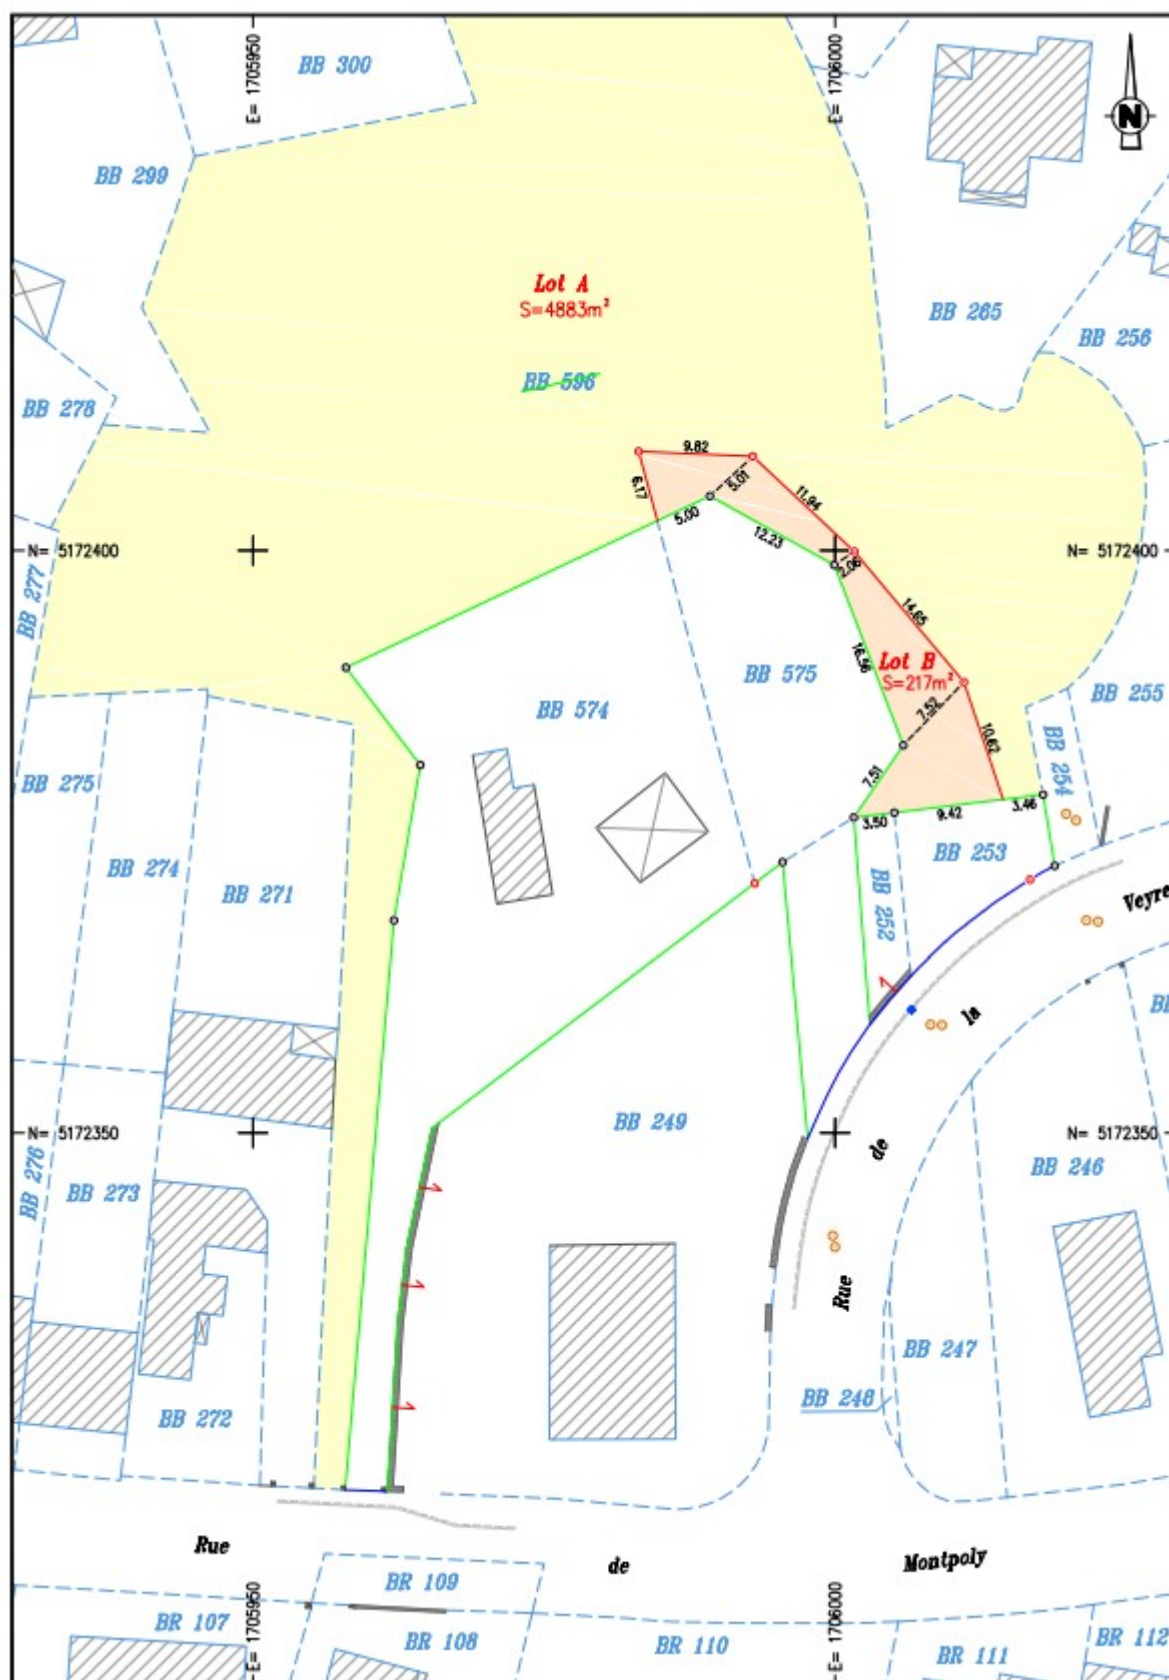 E= 1705950
E= 1706000
BB 300
N
BB 299
Lot A
S=4883m²
BB 265
BB 256
BB 596
BB 278
9.82
5.01
6.17
11.94
5.00
12.23
N= 5172400
N= 5172400
2.08
BB 277
14.65
16.56
Lot B
S=217m²
BB 575
BB 255
BB 574
7.52
10.62
BB 254
BB 275
7.51
3.46
3.50
9.42
BB 274
BB 253
BB 271
BB 252
Veyre
la
BB 249
N= 5172350
N= 5172350
de
BB 246
BB 276
BB 273
Rue
BB 247
BB 248
BB 272
Rue
de
Montpoly
BR 109
E= 1705950
E= 1706000
BR 107
BR 108
BR 110
BR 111
BR 112